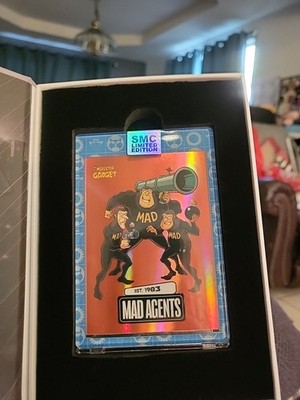 SMC
LIMITED
EDITION
INSPECTOR
GADGET
MAD
MAD
MAD
EST. 1983
MAD AGENTS